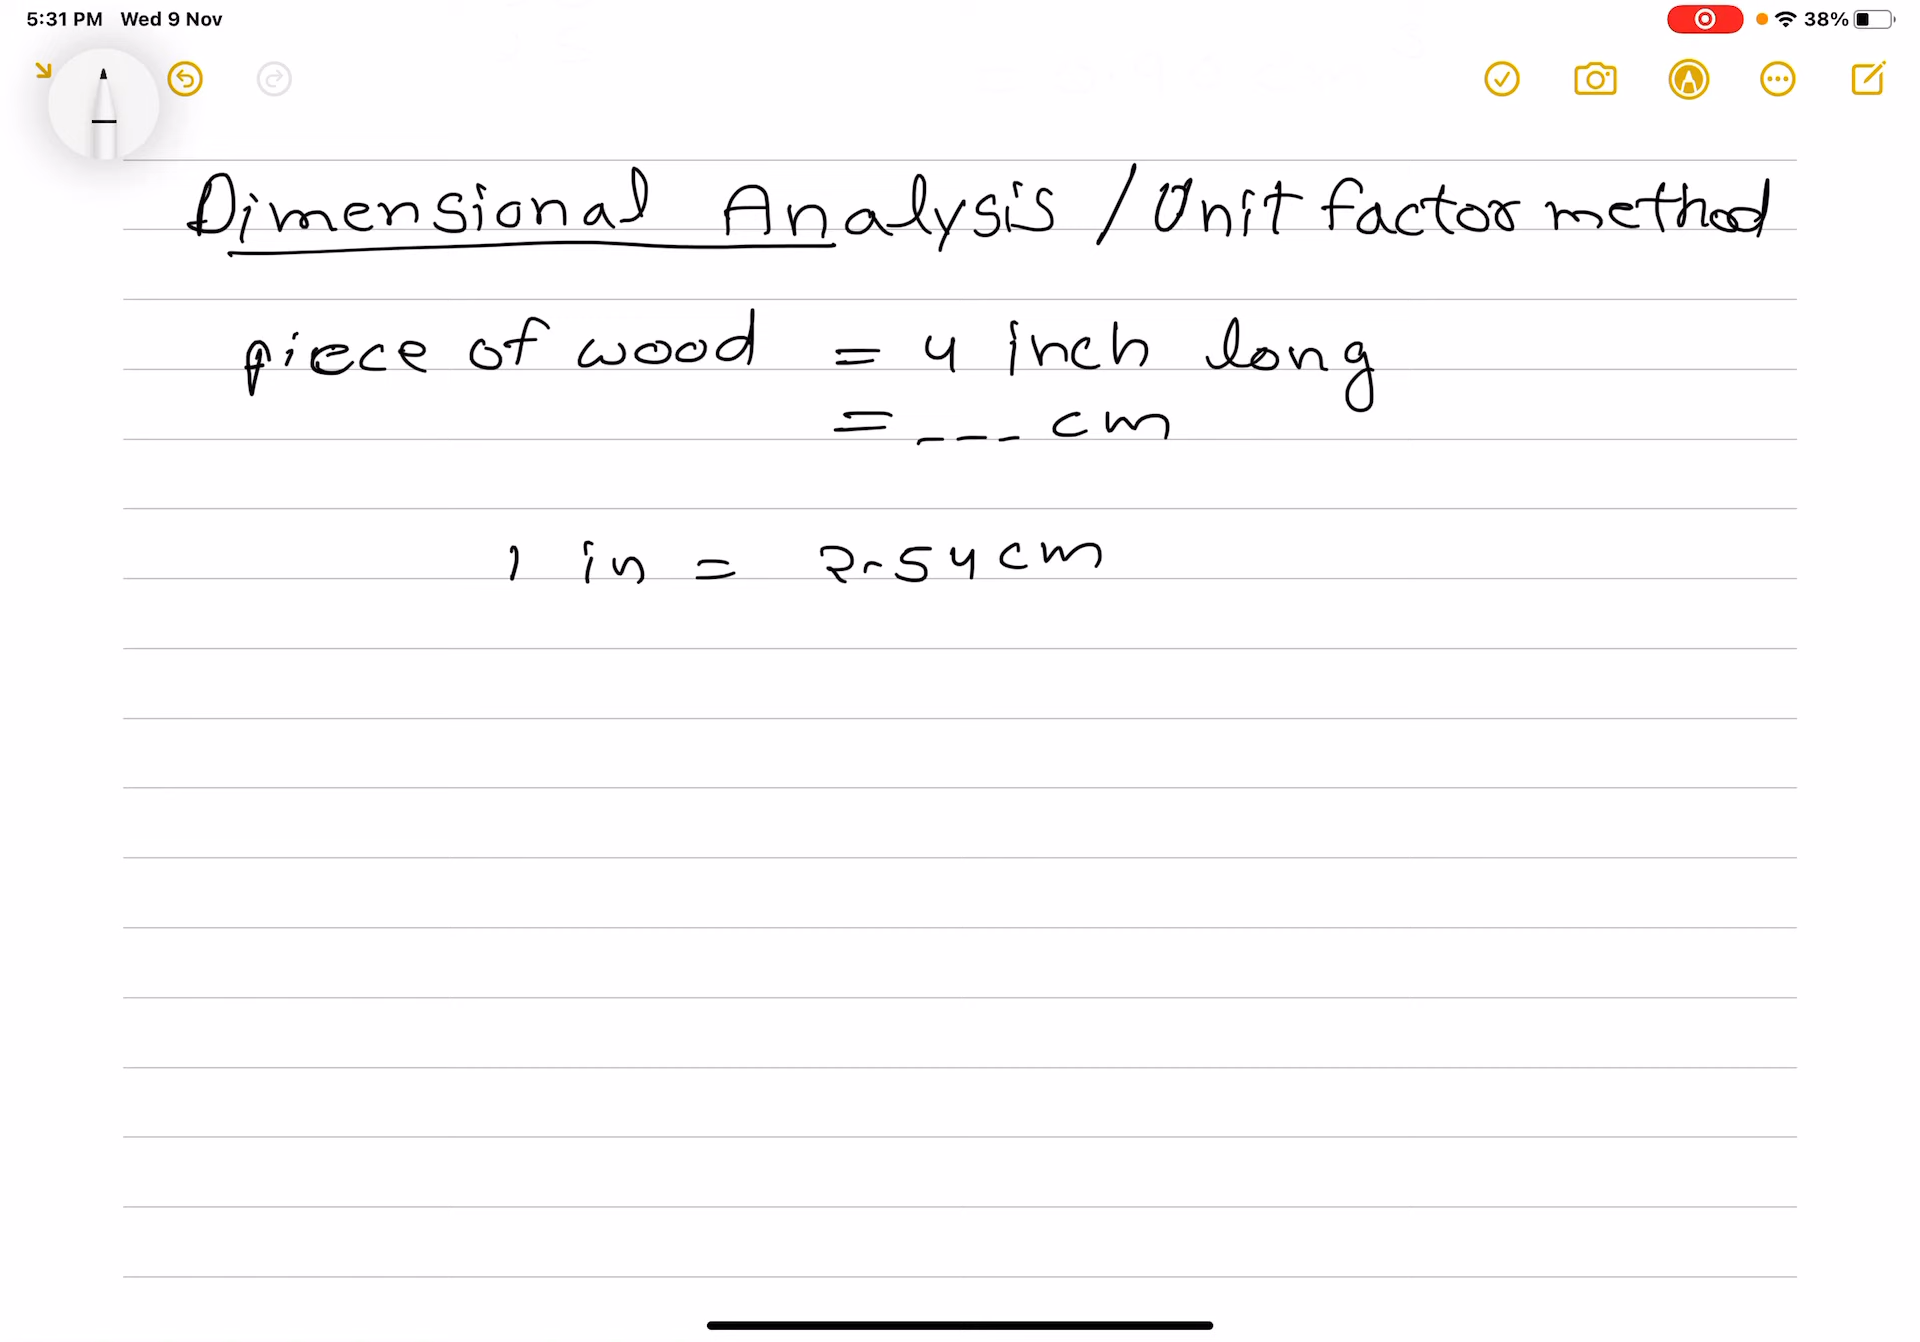 5:31 PM Wed 9 Nov 38%
Dimensional Analysis / Unit factor method
piece of wood = 4 inch long
= --- cm
1 in = 2.54 cm